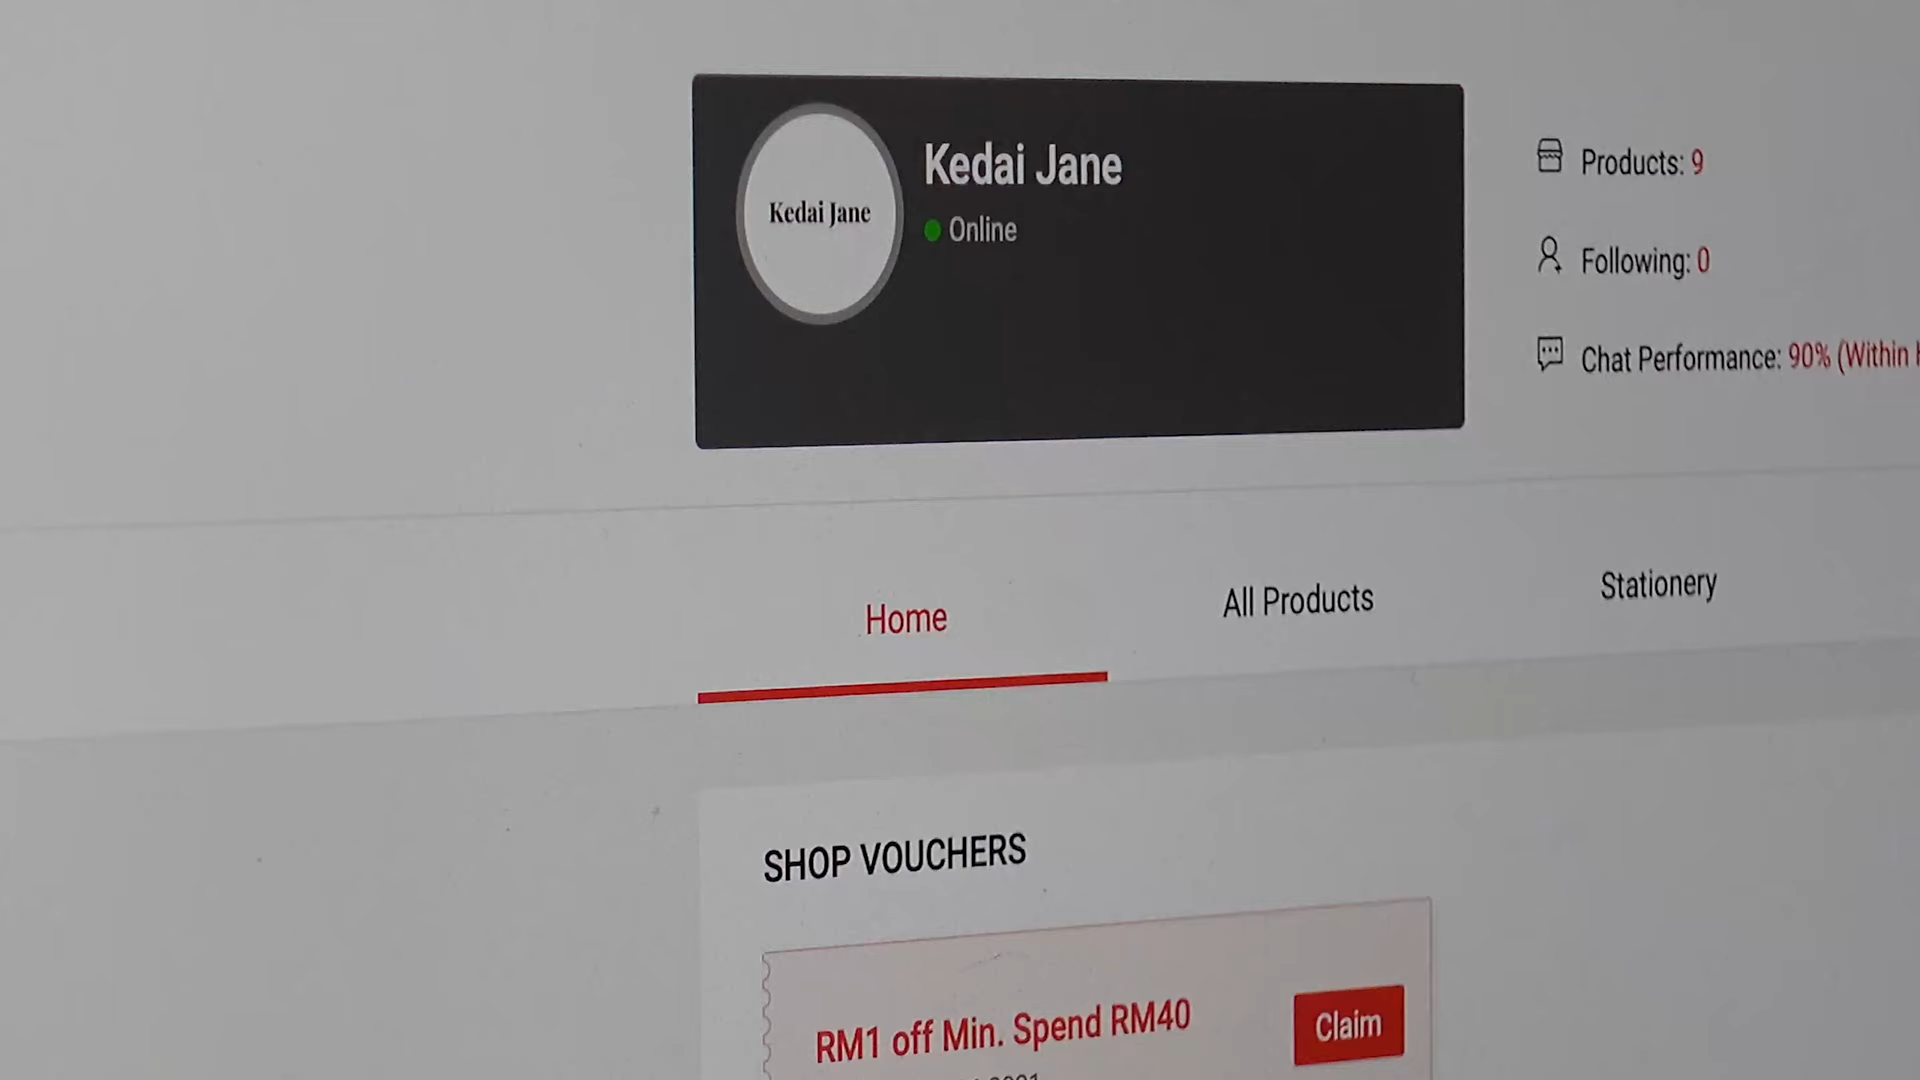 Kedai Jane
Kedai Jane
Online
Products: 9
Following: 0
Chat Performance: 90% (Within
Home
All Products
Stationery
SHOP VOUCHERS
RM1 off Min. Spend RM40
Claim